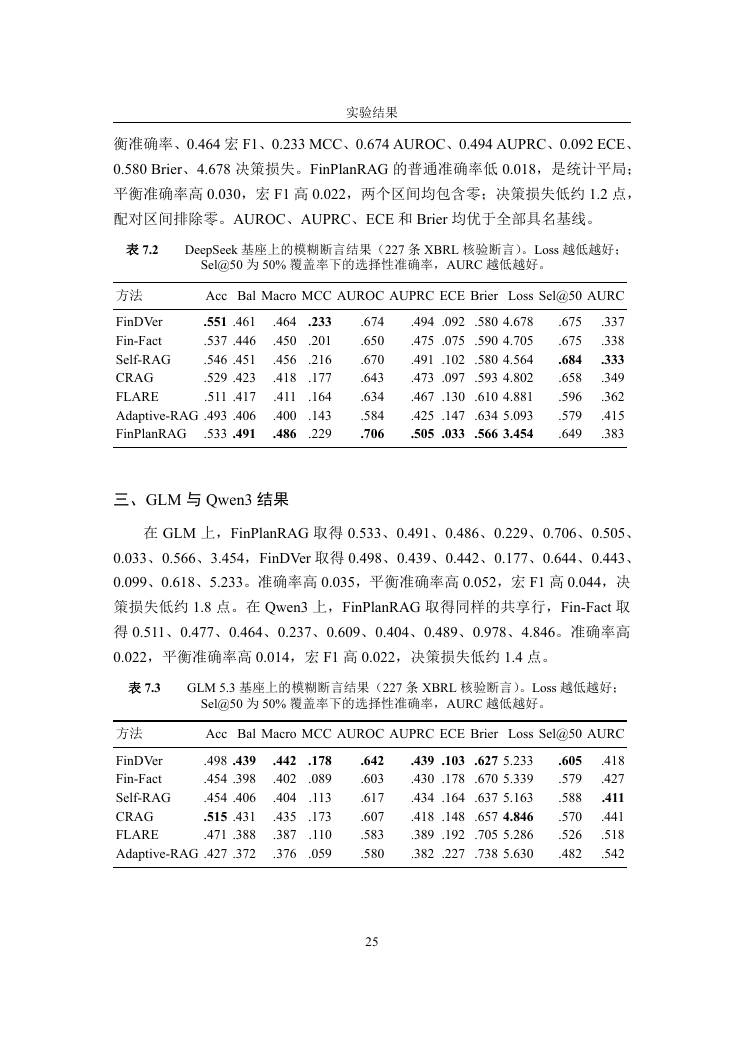 实验结果
衡准确率、0.464 宏 F1、0.233 MCC、0.674 AUROC、0.494 AUPRC、0.092 ECE、
0.580 Brier、4.678 决策损失。FinPlanRAG 的普通准确率低 0.018，是统计平局；
平衡准确率高 0.030，宏 F1 高 0.022，两个区间均包含零；决策损失低约 1.2 点，
配对区间排除零。AUROC、AUPRC、ECE 和 Brier 均优于全部具名基线。
表 7.2 DeepSeek 基座上的模糊断言结果（227 条 XBRL 核验断言）。Loss 越低越好；
Sel@50 为 50% 覆盖率下的选择性准确率，AURC 越低越好。
方法 Acc Bal Macro MCC AUROC AUPRC ECE Brier Loss Sel@50 AURC
FinDVer .551 .461 .464 .233 .674 .494 .092 .580 4.678 .675 .337
Fin-Fact .537 .446 .450 .201 .650 .475 .075 .590 4.705 .675 .338
Self-RAG .546 .451 .456 .216 .670 .491 .102 .580 4.564 .684 .333
CRAG .529 .423 .418 .177 .643 .473 .097 .593 4.802 .658 .349
FLARE .511 .417 .411 .164 .634 .467 .130 .610 4.881 .596 .362
Adaptive-RAG .493 .406 .400 .143 .584 .425 .147 .634 5.093 .579 .415
FinPlanRAG .533 .491 .486 .229 .706 .505 .033 .566 3.454 .649 .383
三、GLM 与 Qwen3 结果
在 GLM 上，FinPlanRAG 取得 0.533、0.491、0.486、0.229、0.706、0.505、
0.033、0.566、3.454，FinDVer 取得 0.498、0.439、0.442、0.177、0.644、0.443、
0.099、0.618、5.233。准确率高 0.035，平衡准确率高 0.052，宏 F1 高 0.044，决
策损失低约 1.8 点。在 Qwen3 上，FinPlanRAG 取得同样的共享行，Fin-Fact 取
得 0.511、0.477、0.464、0.237、0.609、0.404、0.489、0.978、4.846。准确率高
0.022，平衡准确率高 0.014，宏 F1 高 0.022，决策损失低约 1.4 点。
表 7.3 GLM 5.3 基座上的模糊断言结果（227 条 XBRL 核验断言）。Loss 越低越好；
Sel@50 为 50% 覆盖率下的选择性准确率，AURC 越低越好。
方法 Acc Bal Macro MCC AUROC AUPRC ECE Brier Loss Sel@50 AURC
FinDVer .498 .439 .442 .178 .642 .439 .103 .627 5.233 .605 .418
Fin-Fact .454 .398 .402 .089 .603 .430 .178 .670 5.339 .579 .427
Self-RAG .454 .406 .404 .113 .617 .434 .164 .637 5.163 .588 .411
CRAG .515 .431 .435 .173 .607 .418 .148 .657 4.846 .570 .441
FLARE .471 .388 .387 .110 .583 .389 .192 .705 5.286 .526 .518
Adaptive-RAG .427 .372 .376 .059 .580 .382 .227 .738 5.630 .482 .542
25